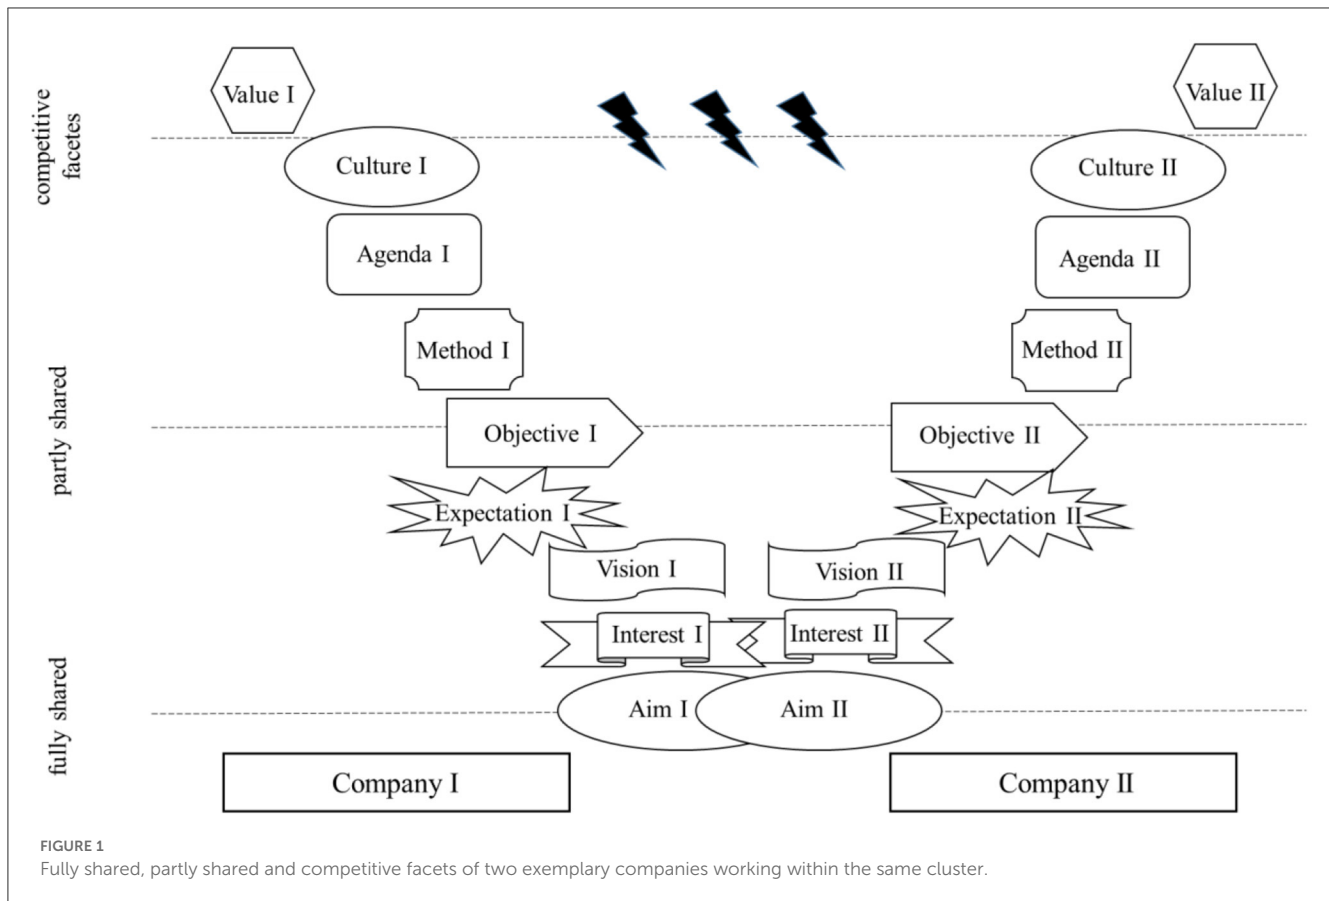 Value I
Value II
competitive
facetes
Culture I
Culture II
Agenda I
Agenda II
Method I
Method II
partly shared
Objective I
Objective II
Expectation I
Expectation II
Vision I
Vision II
Interest I
Interest II
fully shared
Aim I
Aim II
Company I
Company II
FIGURE 1
Fully shared, partly shared and competitive facets of two exemplary companies working within the same cluster.